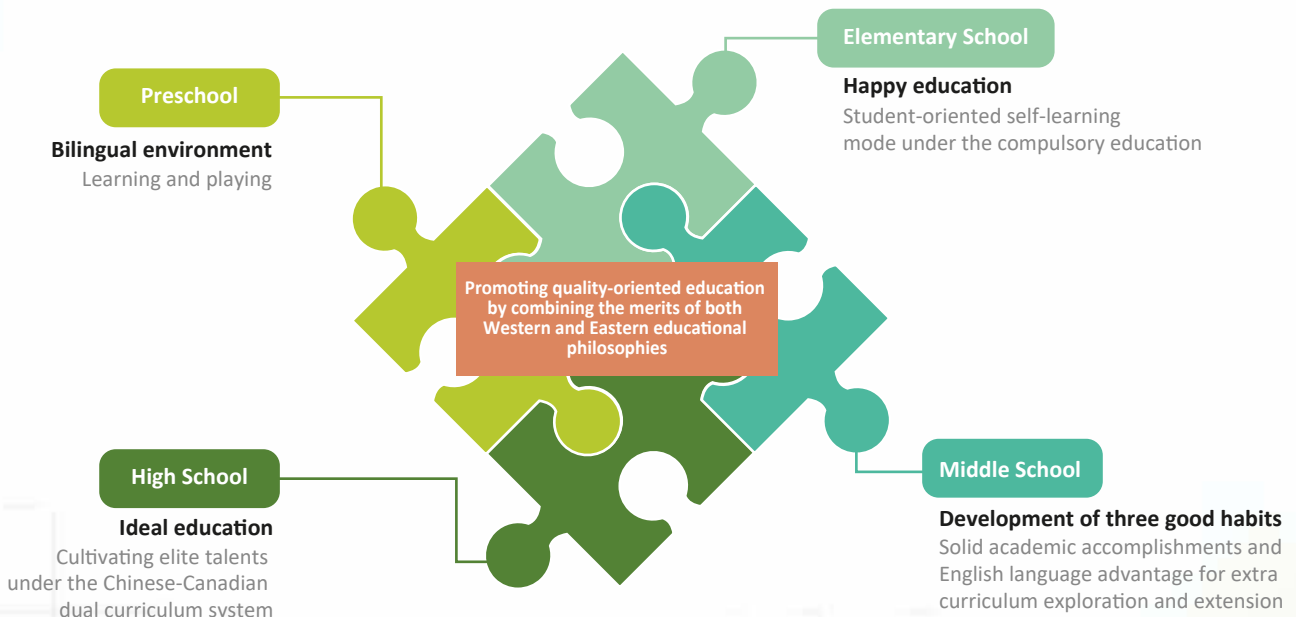 Elementary School
Happy education
Student-oriented self-learning
mode under the compulsory education
Preschool
Bilingual environment
Learning and playing
Promoting quality-oriented education
by combining the merits of both
Western and Eastern educational
philosophies
High School
Ideal education
Cultivating elite talents
under the Chinese-Canadian
dual curriculum system
Middle School
Development of three good habits
Solid academic accomplishments and
English language advantage for extra
curriculum exploration and extension